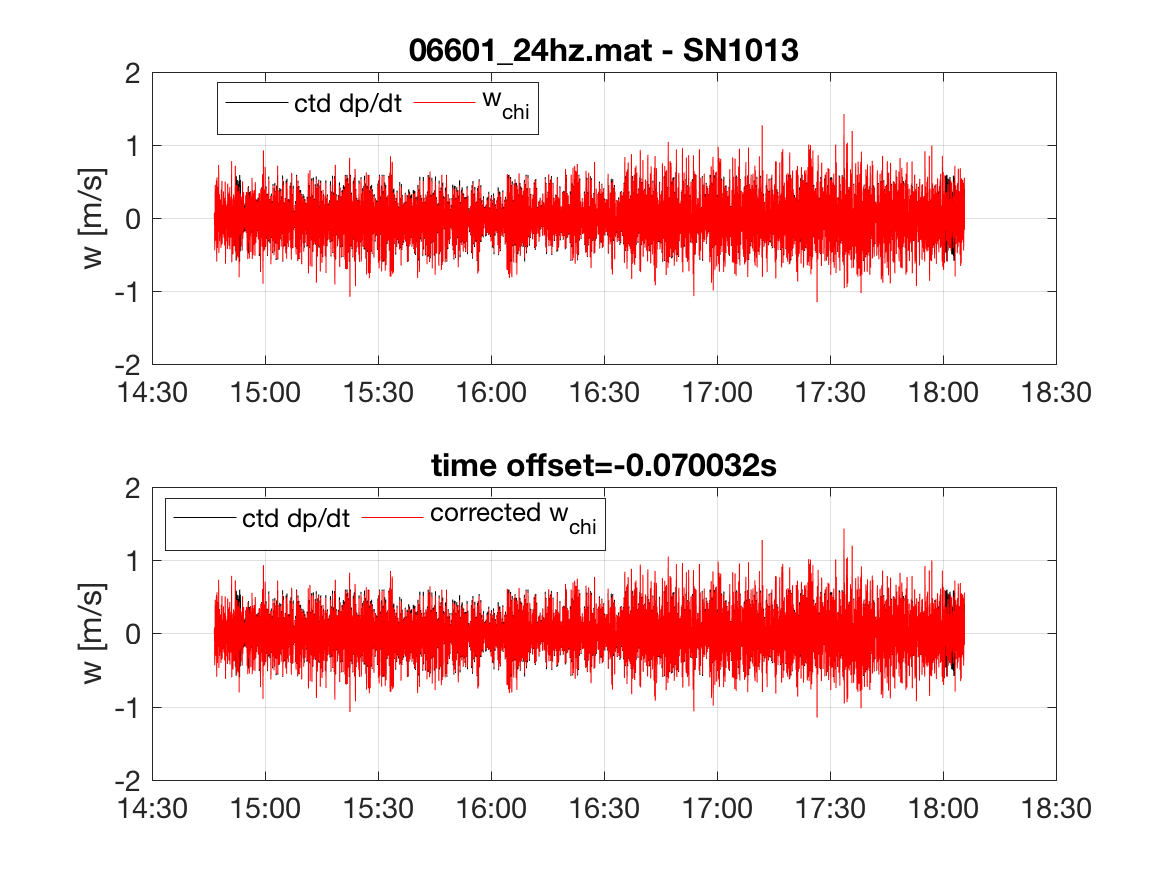 06601_24hz.mat - SN1013
2
ctd dp/dt
w_chi
1
0
-1
-2
w [m/s]
14:30 15:00 15:30 16:00 16:30 17:00 17:30 18:00 18:30
time offset=-0.070032s
2
ctd dp/dt
corrected w_chi
1
0
-1
-2
w [m/s]
14:30 15:00 15:30 16:00 16:30 17:00 17:30 18:00 18:30